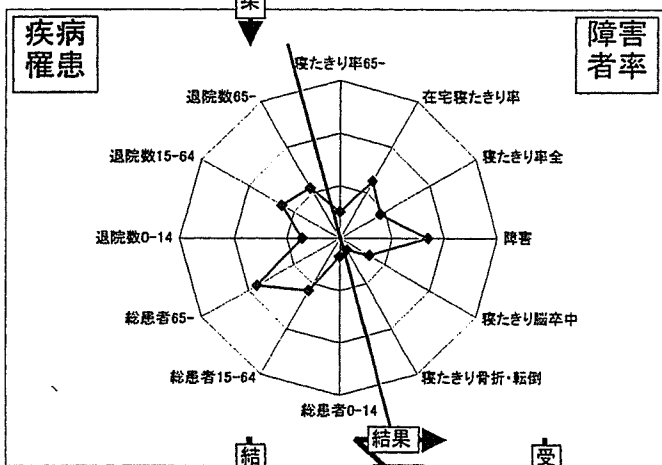 疾病
罹患
障害
者率
寝たきり率65-
退院数65-
在宅寝たきり率
退院数15-64
寝たきり率全
退院数0-14
障害
総患者65-
寝たきり脳卒中
総患者15-64
寝たきり骨折・転倒
総患者0-14
結果
結
受